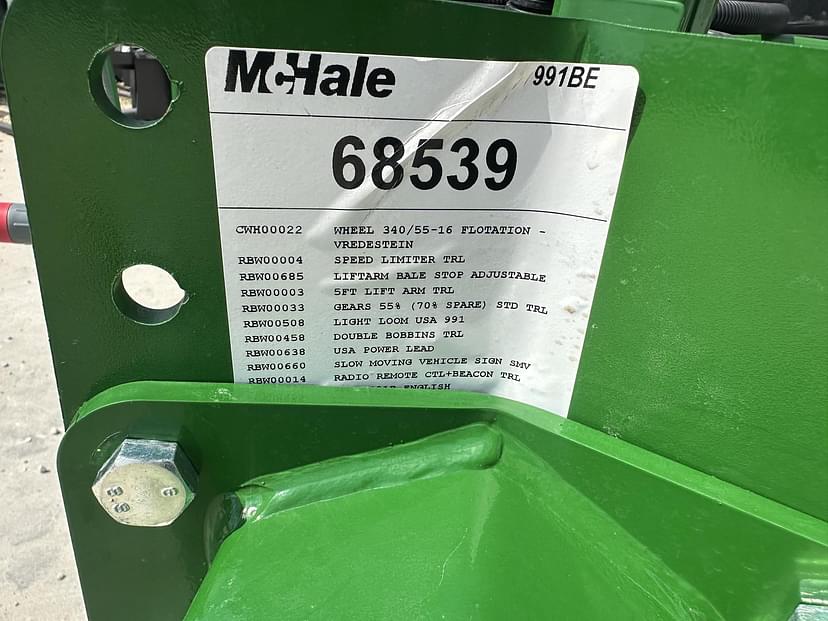 McHale 991BE
68539
CWH00022 WHEEL 340/55-16 FLOTATION -
VREDESTEIN
RBW00004 SPEED LIMITER TRL
RBW00685 LIFTARM BALE STOP ADJUSTABLE
RBW00003 5FT LIFT ARM TRL
RBW00033 GEARS 55% (70% SPARE) STD TRL
RBW00508 LIGHT LOOM USA 991
RBW00458 DOUBLE BOBBINS TRL
RBW00638 USA POWER LEAD
RBW00660 SLOW MOVING VEHICLE SIGN SMV
RBW00014 RADIO REMOTE CTL+BEACON TRL
ENGLISH